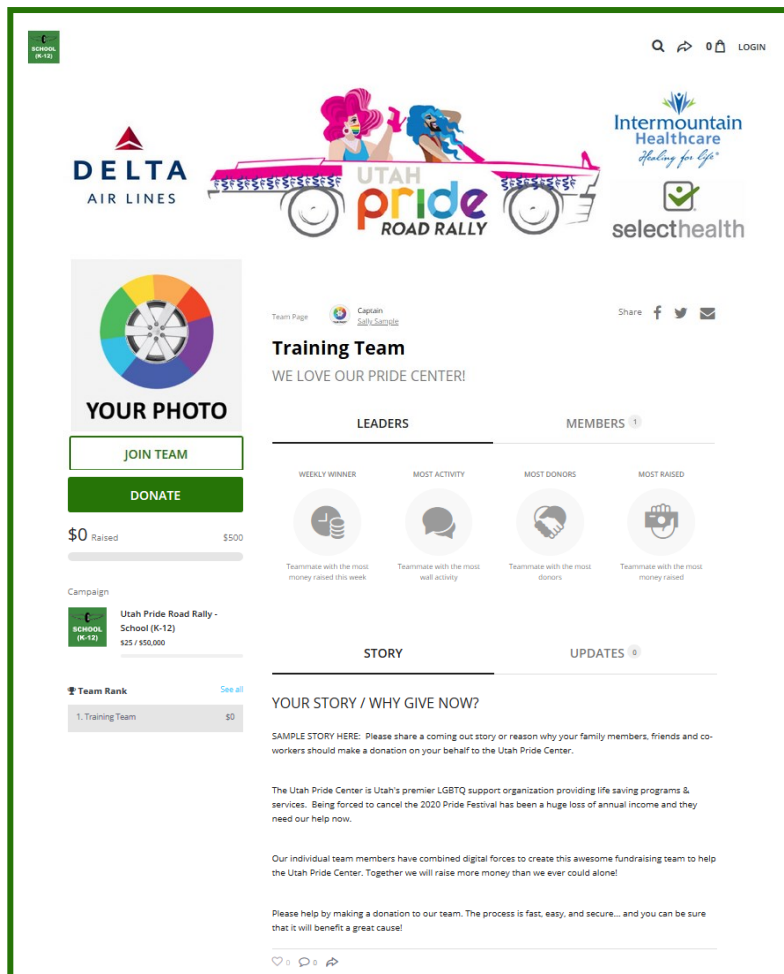 SCHOOL
(K-12)
0
LOGIN
DELTA
AIR LINES
UTAH
pride
ROAD RALLY
Intermountain
Healthcare
Healing for life®
selecthealth
YOUR PHOTO
JOIN TEAM
DONATE
$0 Raised
$500
Campaign
SCHOOL
(K-12)
Utah Pride Road Rally -
School (K-12)
$25 / $50,000
Team Rank
See all
1. Training Team
$0
Team Page
Captain
Sally Sample
Share
Training Team
WE LOVE OUR PRIDE CENTER!
LEADERS
MEMBERS 1
WEEKLY WINNER
MOST ACTIVITY
MOST DONORS
MOST RAISED
Teammate with the most
money raised this week
Teammate with the most
wall activity
Teammate with the most
donors
Teammate with the most
money raised
STORY
UPDATES 0
YOUR STORY / WHY GIVE NOW?
SAMPLE STORY HERE: Please share a coming out story or reason why your family members, friends and co-
workers should make a donation on your behalf to the Utah Pride Center.
The Utah Pride Center is Utah's premier LGBTQ support organization providing life saving programs &
services. Being forced to cancel the 2020 Pride Festival has been a huge loss of annual income and they
need our help now.
Our individual team members have combined digital forces to create this awesome fundraising team to help
the Utah Pride Center. Together we will raise more money than we ever could alone!
Please help by making a donation to our team. The process is fast, easy, and secure... and you can be sure
that it will benefit a great cause!
0
0